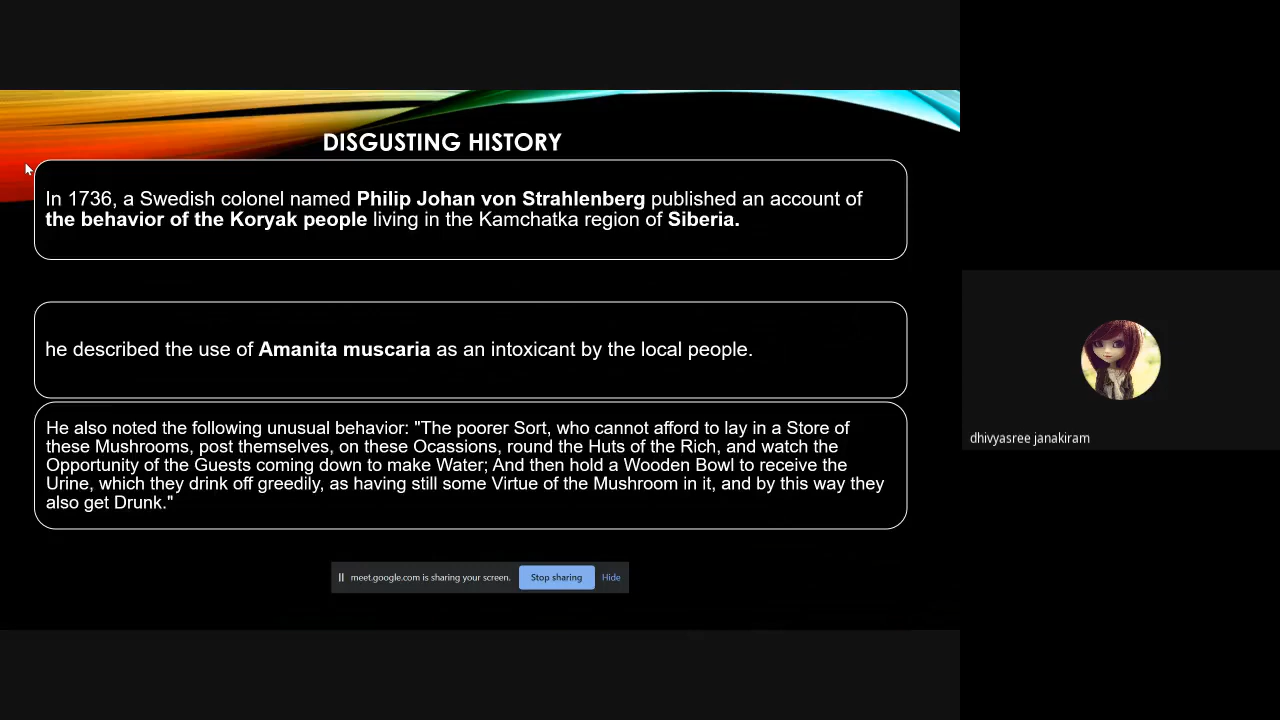 DISGUSTING HISTORY
In 1736, a Swedish colonel named Philip Johan von Strahlenberg published an account of
the behavior of the Koryak people living in the Kamchatka region of Siberia.
he described the use of Amanita muscaria as an intoxicant by the local people.
He also noted the following unusual behavior: "The poorer Sort, who cannot afford to lay in a Store of
these Mushrooms, post themselves, on these Ocassions, round the Huts of the Rich, and watch the
Opportunity of the Guests coming down to make Water; And then hold a Wooden Bowl to receive the
Urine, which they drink off greedily, as having still some Virtue of the Mushroom in it, and by this way they
also get Drunk."
meet.google.com is sharing your screen. Stop sharing Hide
dhivyasree janakiram